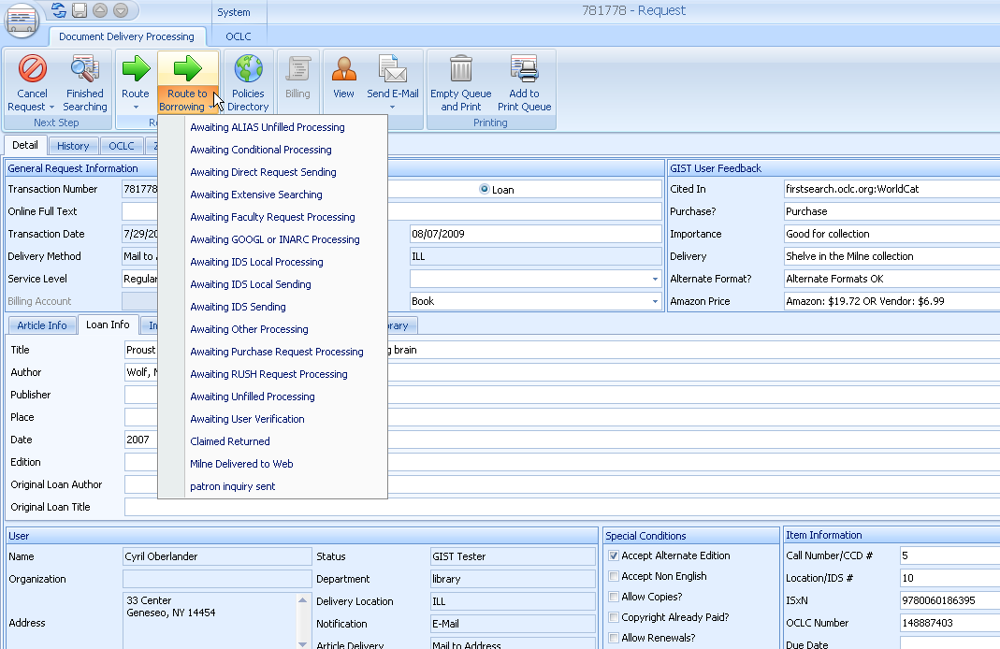 781778 - Request
System
Document Delivery Processing
OCLC
Cancel Request
Finished Searching
Route
Route to Borrowing
Policies Directory
Billing
View
Send E-Mail
Empty Queue and Print
Add to Print Queue
Next Step
Printing
Awaiting ALIAS Unfilled Processing
Awaiting Conditional Processing
Awaiting Direct Request Sending
Awaiting Extensive Searching
Awaiting Faculty Request Processing
Awaiting GOOGL or INARC Processing
Awaiting IDS Local Processing
Awaiting IDS Local Sending
Awaiting IDS Sending
Awaiting Other Processing
Awaiting Purchase Request Processing
Awaiting RUSH Request Processing
Awaiting Unfilled Processing
Awaiting User Verification
Claimed Returned
Milne Delivered to Web
patron inquiry sent
Detail
History
OCLC
General Request Information
Transaction Number 781778
Loan
Online Full Text
Transaction Date 7/29/20
08/07/2009
Delivery Method Mail to
ILL
Service Level Regular
Billing Account
Book
GIST User Feedback
Cited In firstsearch.oclc.org:WorldCat
Purchase? Purchase
Importance Good for collection
Delivery Shelve in the Milne collection
Alternate Format? Alternate Formats OK
Amazon Price Amazon: $19.72 OR Vendor: $6.99
Article Info
Loan Info
rary
Title Proust
g brain
Author Wolf,
Publisher
Place
Date 2007
Edition
Original Loan Author
Original Loan Title
User
Name Cyril Oberlander
Organization
Address 33 Center
Geneseo, NY 14454
Status GIST Tester
Department library
Delivery Location ILL
Notification E-Mail
Article Delivery Mail to Address
Special Conditions
Accept Alternate Edition
Accept Non English
Allow Copies?
Copyright Already Paid?
Allow Renewals?
Item Information
Call Number/CCD # 5
Location/IDS # 10
ISxN 9780060186395
OCLC Number 148887403
Due Date